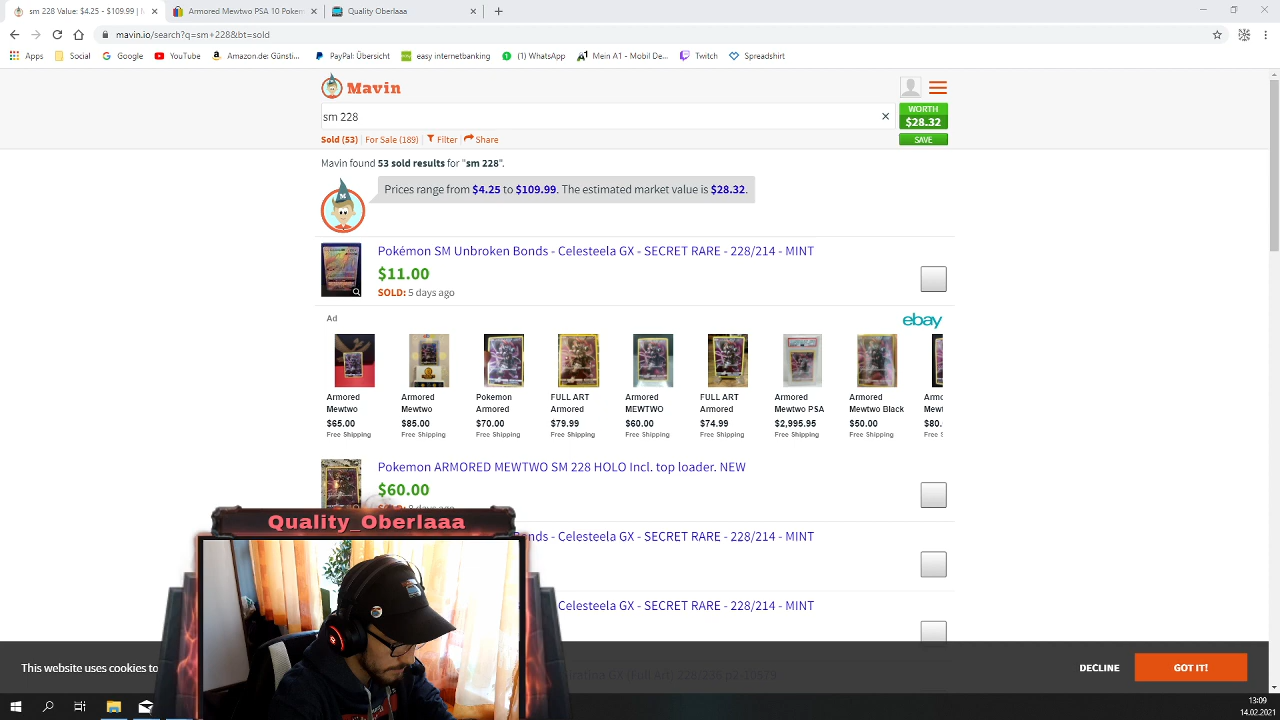 sm 228 Value: $4.25 - $109.99 | M
Armored Mewtwo PSA 10 Pokemor
Quality Oberlaaa
mavin.io/search?q=sm+228&bt=sold
Apps
Social
Google
YouTube
Amazon.de: Günsti...
PayPal: Übersicht
easy internetbanking
(1) WhatsApp
Mein A1 - Mobil De...
Twitch
Spreadshirt
Mavin
sm 228
WORTH
$28.32
Sold (53)
For Sale (189)
Filter
Share
SAVE
Mavin found 53 sold results for "sm 228".
Prices range from $4.25 to $109.99. The estimated market value is $28.32.
Pokémon SM Unbroken Bonds - Celesteela GX - SECRET RARE - 228/214 - MINT
$11.00
SOLD: 5 days ago
Ad
ebay
Armored Mewtwo
$65.00
Free Shipping
Armored Mewtwo
$85.00
Free Shipping
Pokemon Armored
$70.00
Free Shipping
FULL ART Armored
$79.99
Free Shipping
Armored MEWTWO
$60.00
Free Shipping
FULL ART Armored
$74.99
Free Shipping
Armored Mewtwo PSA
$2,995.95
Free Shipping
Armored Mewtwo Black
$50.00
Free Shipping
$80.
Free S
Pokemon ARMORED MEWTWO SM 228 HOLO Incl. top loader. NEW
$60.00
Quality_Oberlaaa
nds - Celesteela GX - SECRET RARE - 228/214 - MINT
Celesteela GX - SECRET RARE - 228/214 - MINT
This website uses cookies to
DECLINE
GOT IT!
13:09
14.02.2021